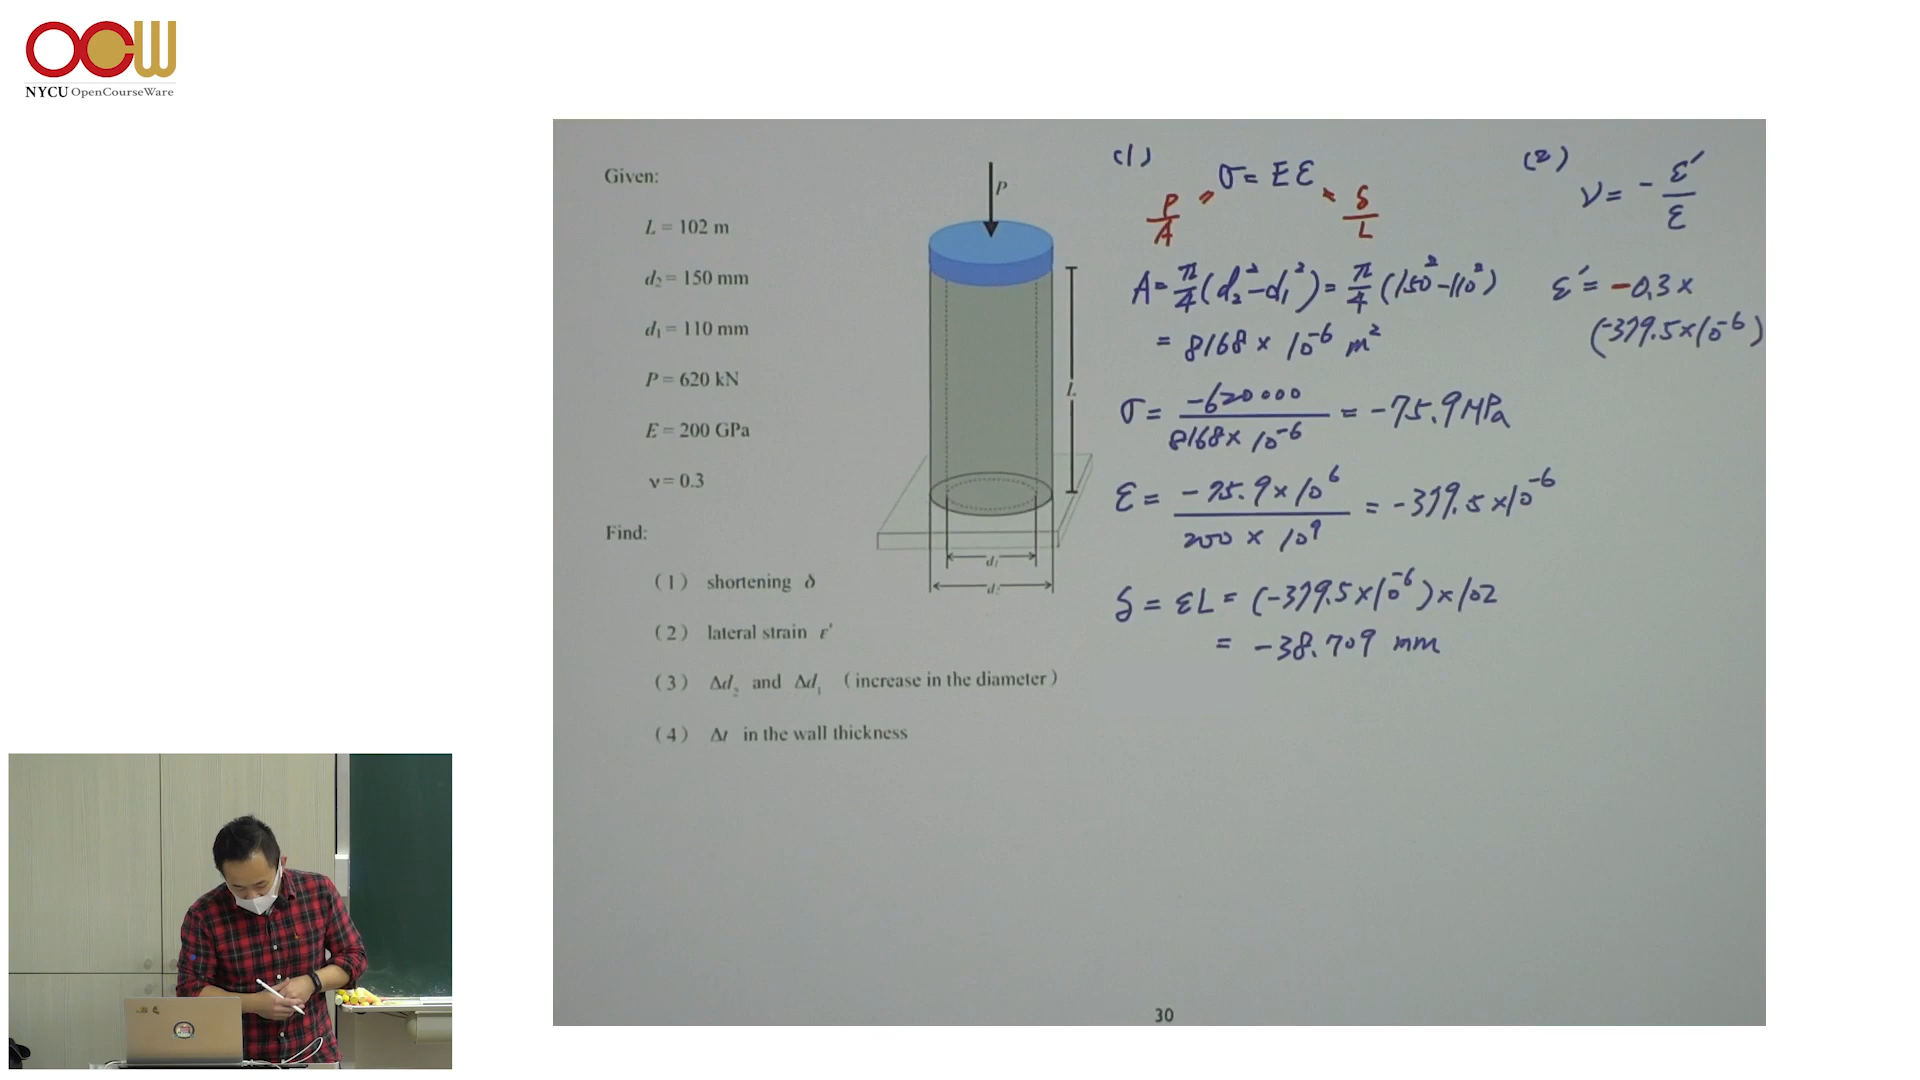 OCW
NYCU OpenCourseWare
Given:
L = 102 m
d₂ = 150 mm
d₁ = 110 mm
P = 620 kN
E = 200 GPa
ν = 0.3
Find:
(1) shortening δ
(2) lateral strain ε'
(3) Δd₂ and Δd₁ (increase in the diameter)
(4) Δt in the wall thickness
P
L
d₁
d₂
(1)
σ = Eε
P/A = = δ/L
A = π/4 (d₂² - d₁²) = π/4 (150² - 110²)
= 8168 × 10⁻⁶ m²
σ = -620000 / 8168 × 10⁻⁶ = -75.9 MPa
ε = -75.9 × 10⁶ / 200 × 10⁹ = -379.5 × 10⁻⁶
δ = εL = (-379.5 × 10⁻⁶) × 102
= -38.709 mm
(2)
ν = - ε'/ε
ε' = -0.3 ×
(-379.5 × 10⁻⁶)
30